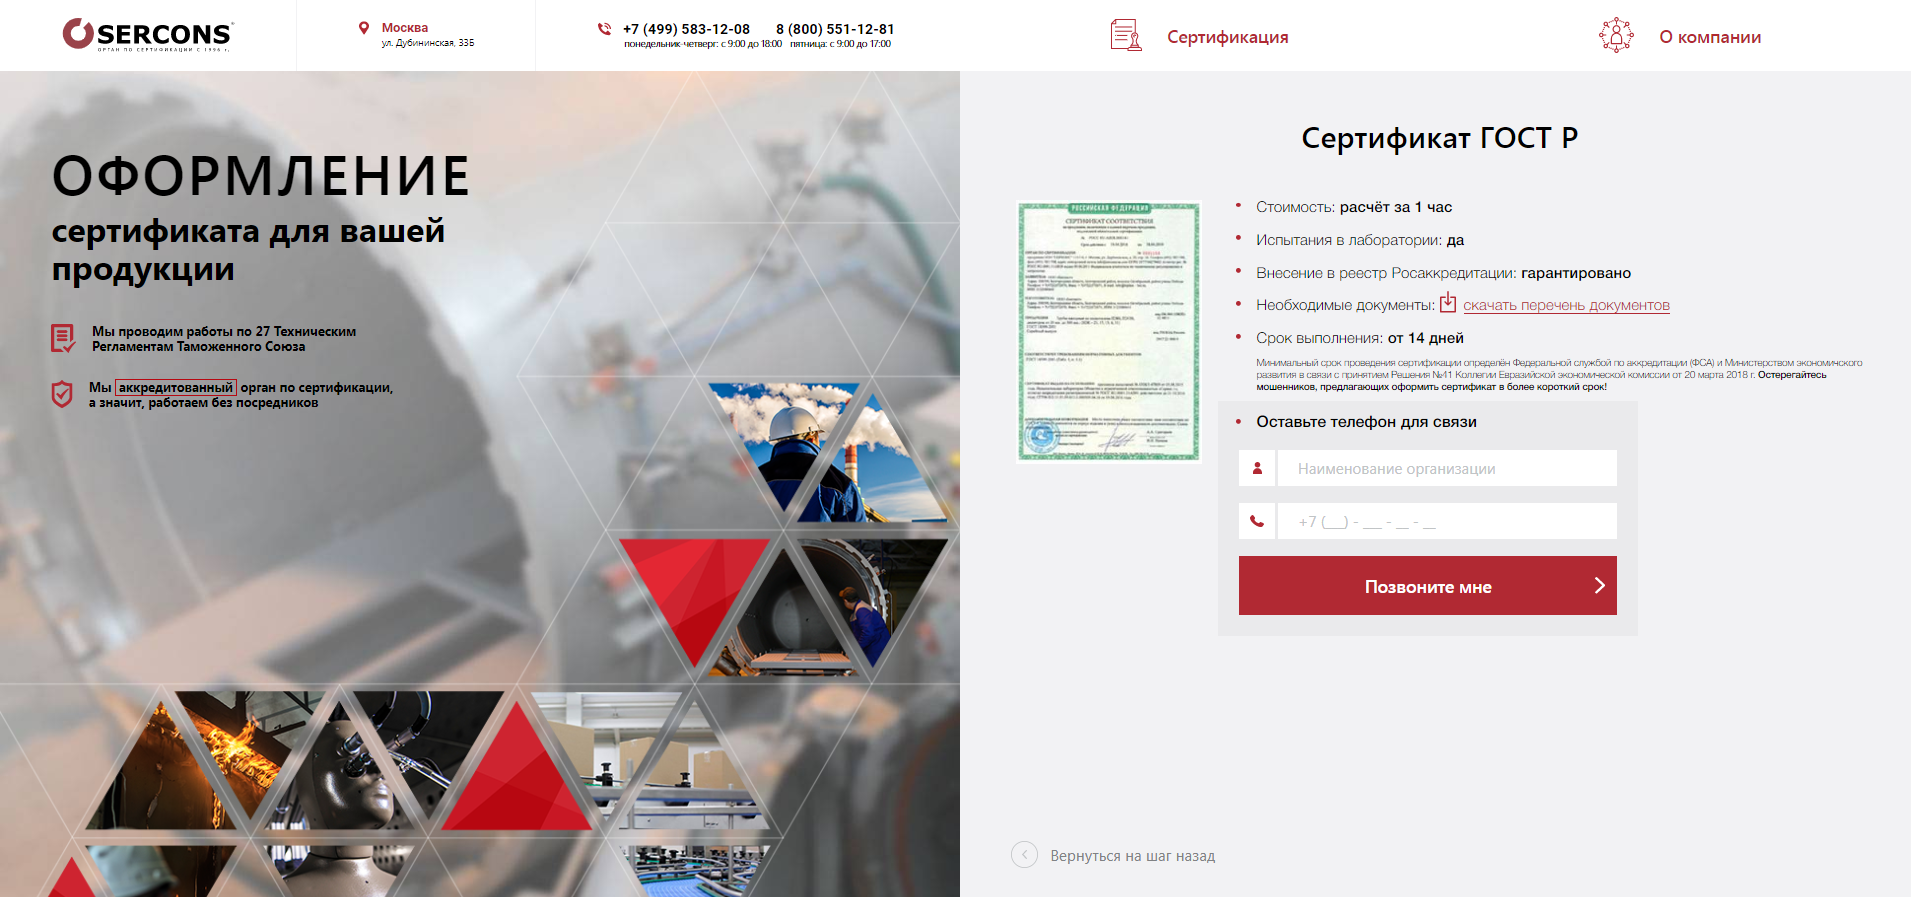 SERCONS
ОРГАН ПО СЕРТИФИКАЦИИ С 1996 г.
Москва
ул. Дубининская, 33Б
+7 (499) 583-12-08 8 (800) 551-12-81
понедельник-четверг: с 9:00 до 18:00 пятница: с 9:00 до 17:00
Сертификация
О компании
ОФОРМЛЕНИЕ
сертификата для вашей
продукции
Мы проводим работы по 27 Техническим
Регламентам Таможенного Союза
Мы аккредитованный орган по сертификации,
а значит, работаем без посредников
Сертификат ГОСТ Р
РОССИЙСКАЯ ФЕДЕРАЦИЯ
СЕРТИФИКАТ СООТВЕТСТВИЯ
Стоимость: расчёт за 1 час
Испытания в лаборатории: да
Внесение в реестр Росаккредитации: гарантировано
Необходимые документы: скачать перечень документов
Срок выполнения: от 14 дней
Минимальный срок проведения сертификации определён Федеральной службой по аккредитации (ФСА) и Министерством экономического
развития в связи с принятием Решения №41 Коллегии Евразийской экономической комиссии от 20 марта 2018 г. Остерегайтесь
мошенников, предлагающих оформить сертификат в более короткий срок!
Оставьте телефон для связи
Наименование организации
+7 (___) - ___ - __ - __
Позвоните мне
Вернуться на шаг назад